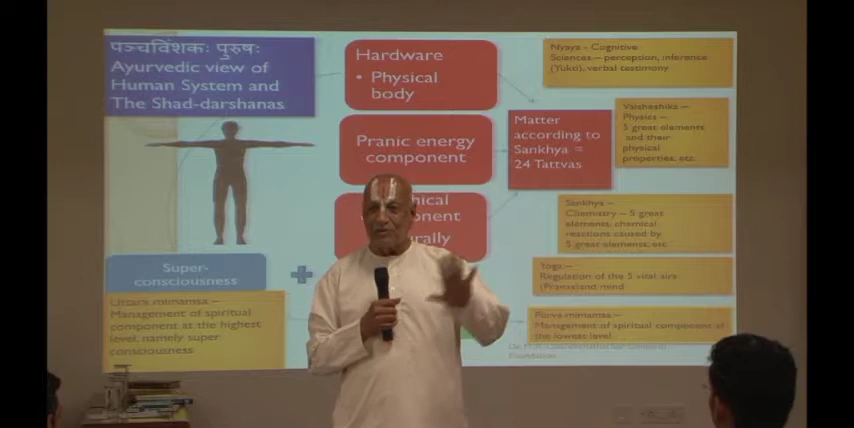 पञ्चविंशकः पुरुषः
Ayurvedic view of
Human System and
The Shad-darshanas
Hardware
• Physical
body
Pranic energy
component
Matter
according to
Sankhya =
24 Tattvas
Nyaya – Cognitive
Sciences – perception, inference
(Yukti), verbal testimony
Vaisheshika –
Physics –
5 great elements
and their
physical
properties, etc.
Sankhya –
Chemistry – 5 great
elements, chemical
reactions caused by
5 great elements, etc
Yoga –
Regulation of the 5 vital airs
(Pranas)and mind
Purva-mimamsa –
Management of spiritual component at
the lowest level
Super-
consciousness
Uttara mimamsa –
Management of spiritual
component at the highest
level, namely super
consciousness
Foundation